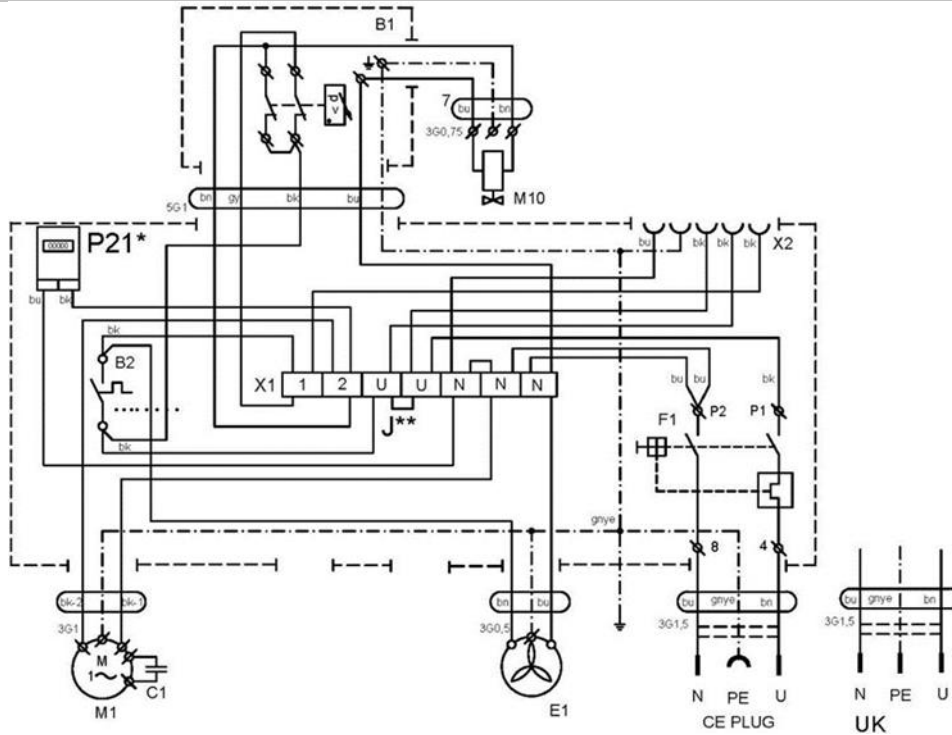 B1
7 bu bn
3G0,75
M10
d
v
5G1 bn gy bk bu
P21*
00000
bu bk
bu bk bk bk X2
bk
B2
X1 1 2 U U N N N
J**
bk
bu bu bk
F1 P2 P1
gnye
8 4
bk-2 bk-1
3G1
M
1~
M1
C1
bn bu
3G0,5
E1
bu gnye bn
3G1,5
N PE U
CE PLUG
bu gnye bn
3G1,5
N PE U
UK